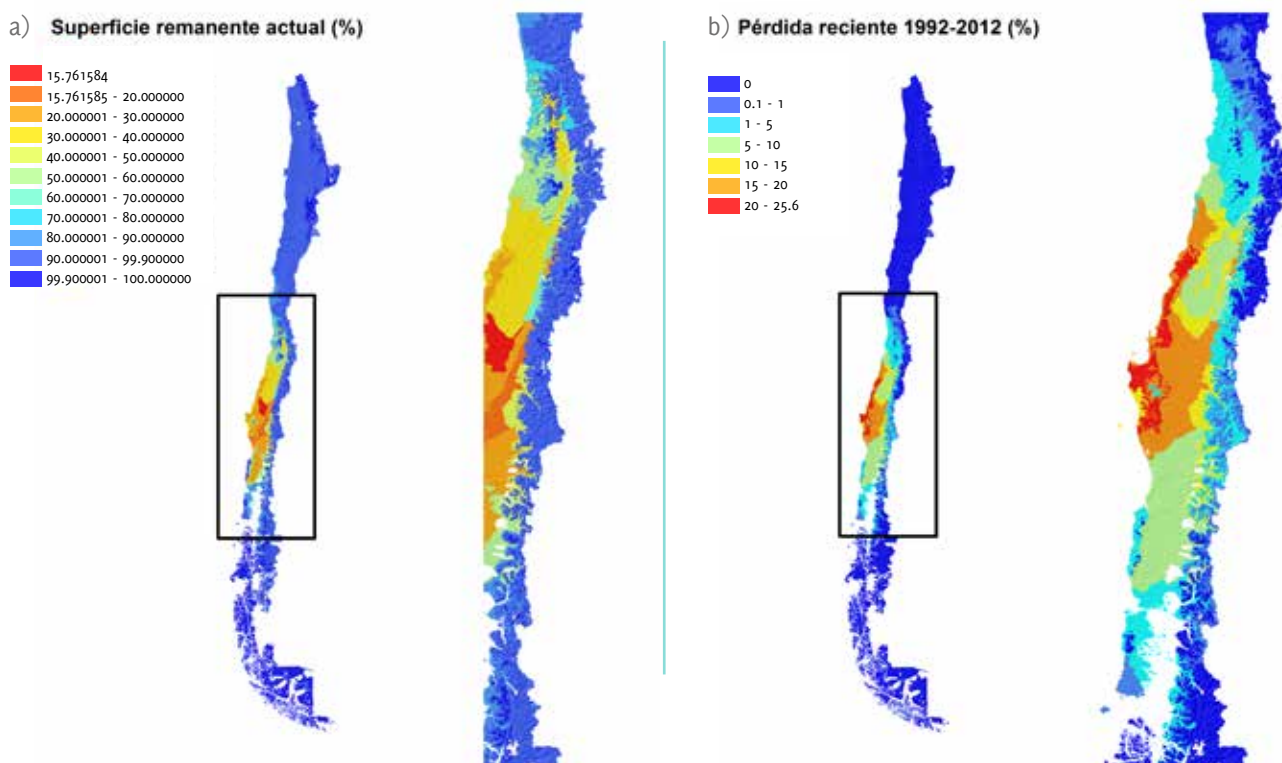 a) Superficie remanente actual (%)
15.761584
15.761585 - 20.000000
20.000001 - 30.000000
30.000001 - 40.000000
40.000001 - 50.000000
50.000001 - 60.000000
60.000001 - 70.000000
70.000001 - 80.000000
80.000001 - 90.000000
90.000001 - 99.900000
99.900001 - 100.000000
b) Pérdida reciente 1992-2012 (%)
0
0.1 - 1
1 - 5
5 - 10
10 - 15
15 - 20
20 - 25.6